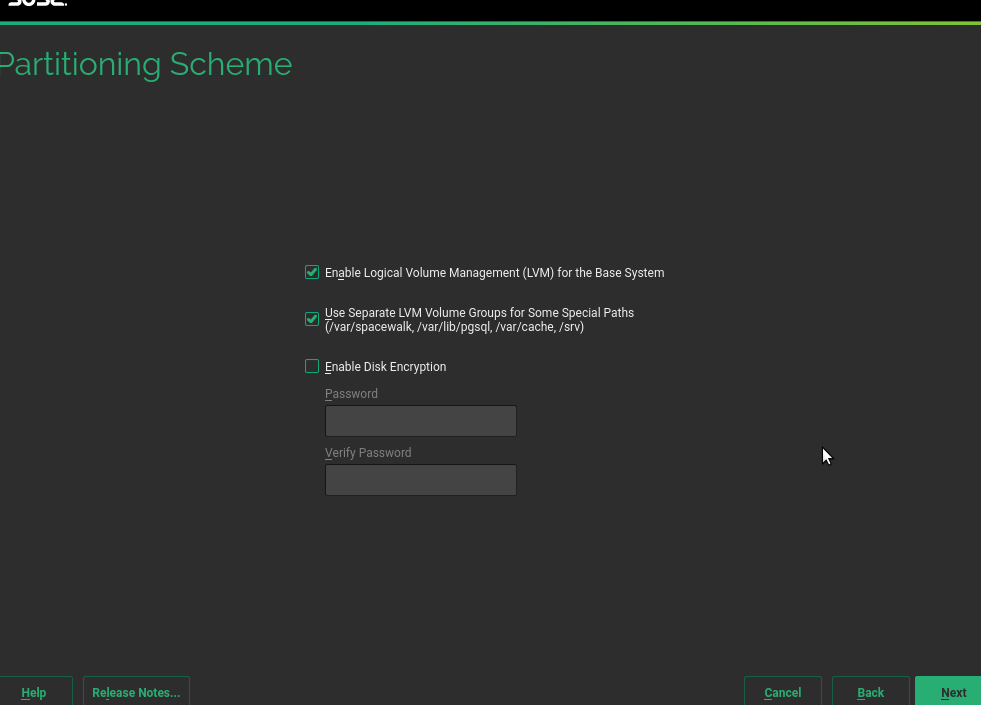 SUSE.
Partitioning Scheme
Enable Logical Volume Management (LVM) for the Base System
Use Separate LVM Volume Groups for Some Special Paths
(/var/spacewalk, /var/lib/pgsql, /var/cache, /srv)
Enable Disk Encryption
Password
Verify Password
Help
Release Notes...
Cancel
Back
Next